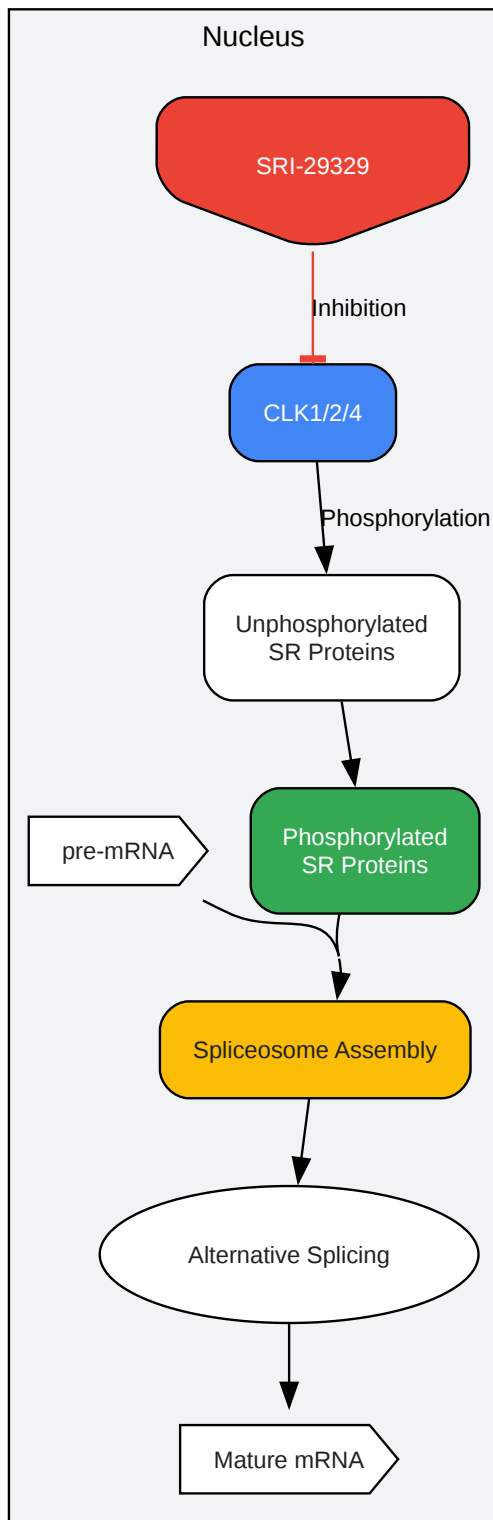 Nucleus
SRI-29329
Inhibition
CLK1/2/4
Phosphorylation
Unphosphorylated
SR Proteins
pre-mRNA
Phosphorylated
SR Proteins
Spliceosome Assembly
Alternative Splicing
Mature mRNA